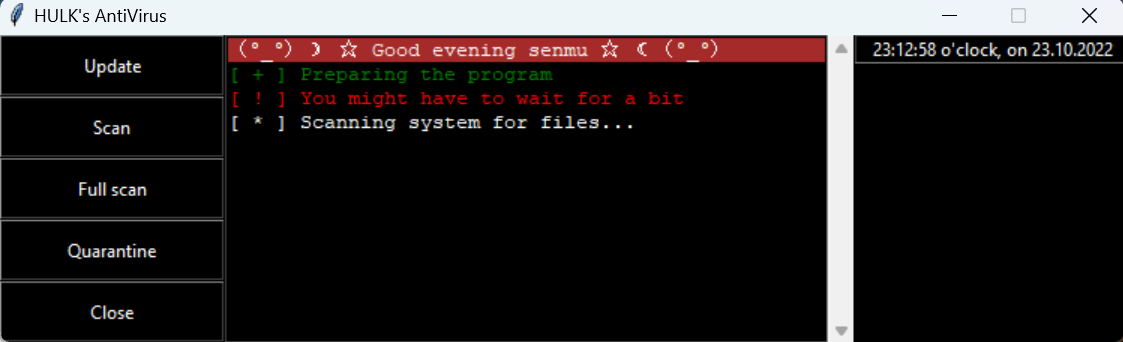 HULK's AntiVirus
Update
Scan
Full scan
Quarantine
Close
(°_°) ☽ ☆ Good evening senmu ☆ ☾ (°_°)
[ + ] Preparing the program
[ ! ] You might have to wait for a bit
[ * ] Scanning system for files...
23:12:58 o'clock, on 23.10.2022